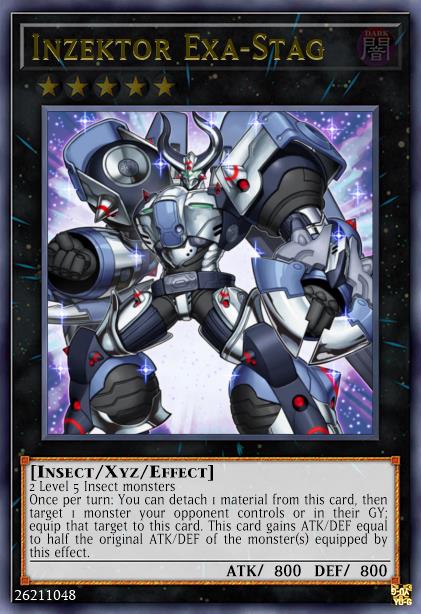 Inzektor Exa-Stag
DARK
闇
[Insect/Xyz/Effect]
2 Level 5 Insect monsters
Once per turn: You can detach 1 material from this card, then
target 1 monster your opponent controls or in their GY;
equip that target to this card. This card gains ATK/DEF equal
to half the original ATK/DEF of the monster(s) equipped by
this effect.
ATK/ 800 DEF/ 800
26211048